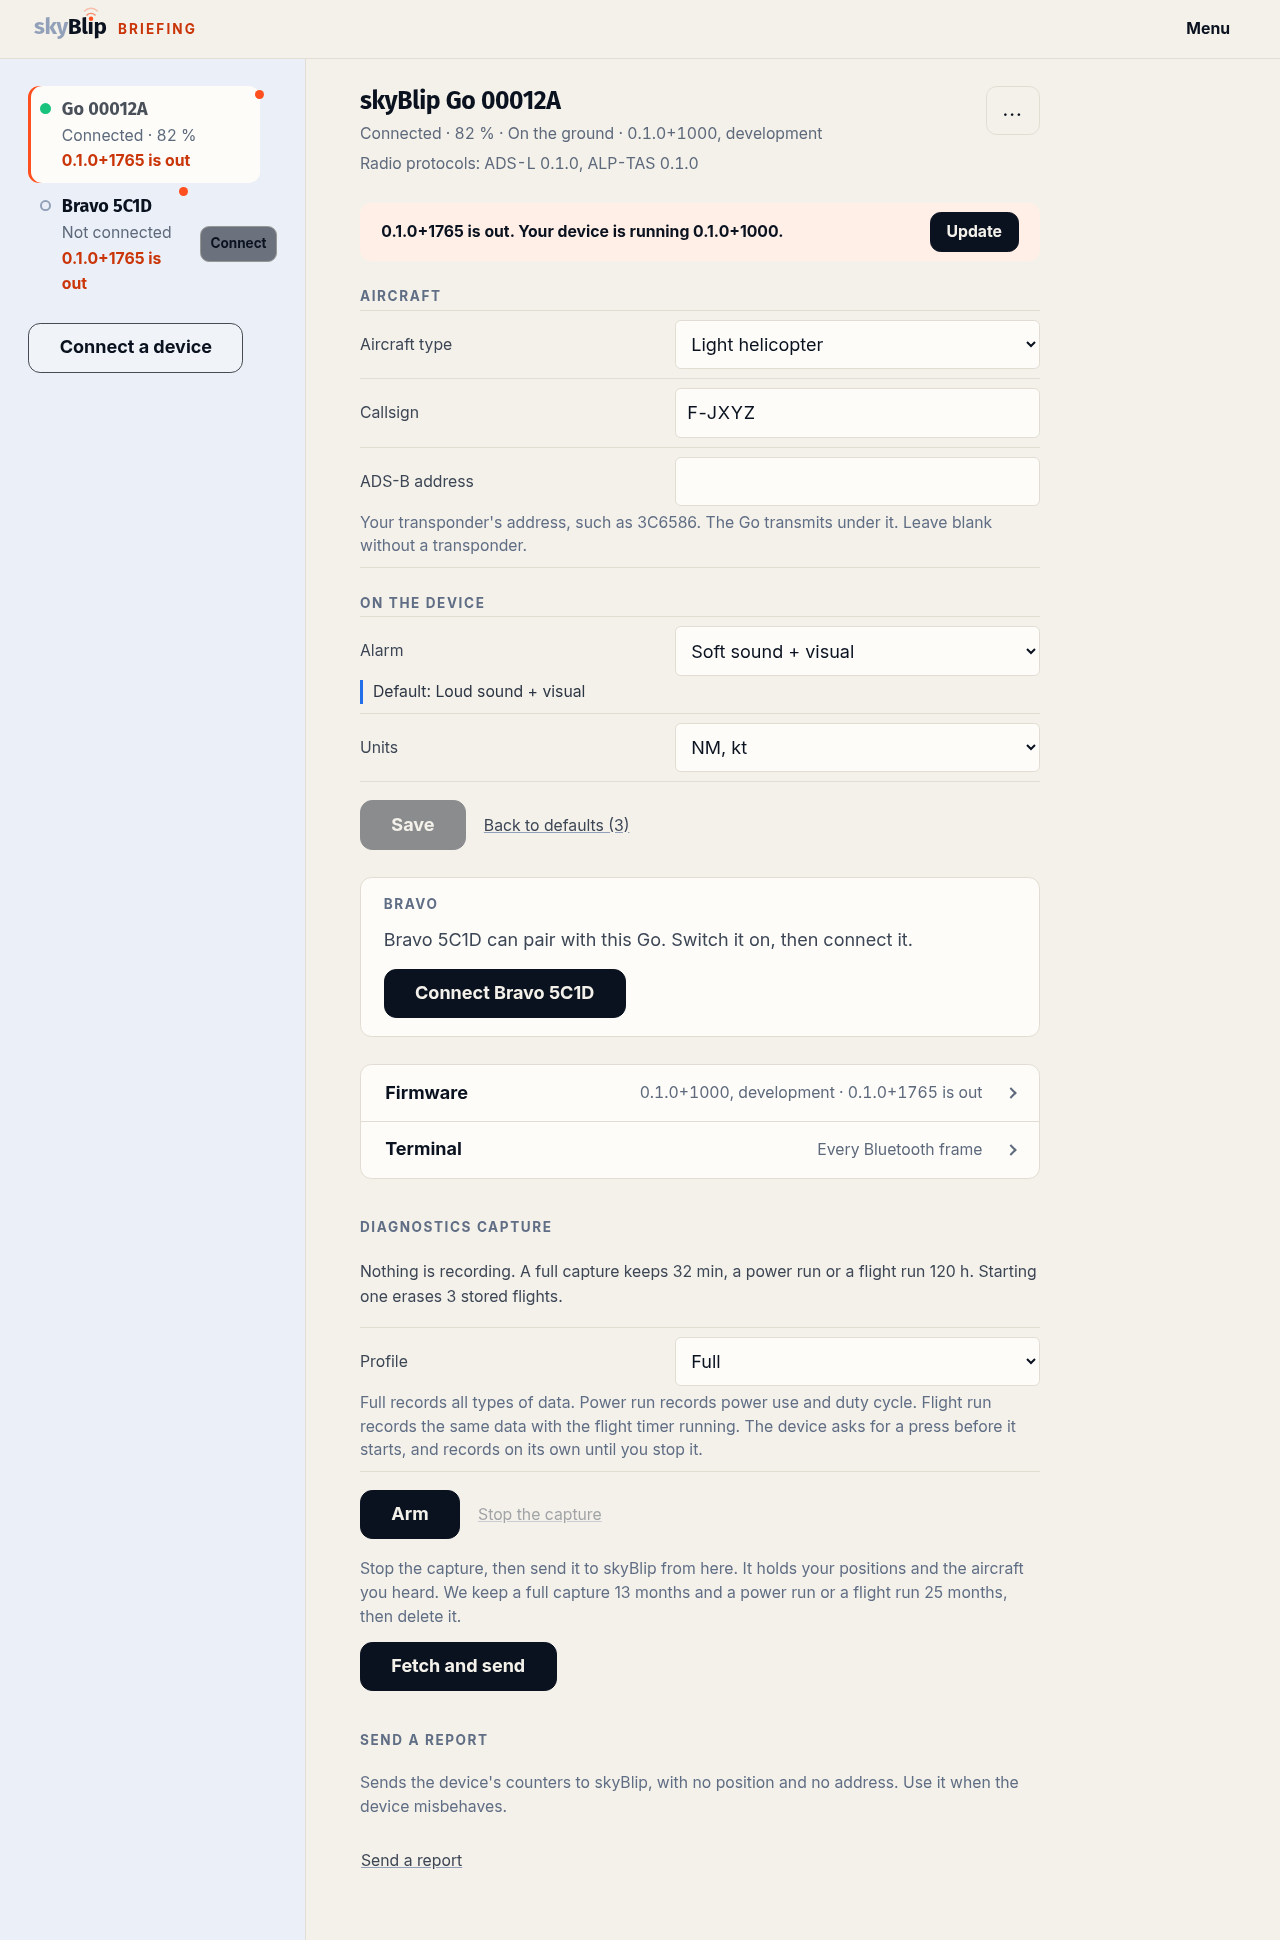 skyBlip BRIEFING
Menu
Go 00012A
Connected · 82 %
0.1.0+1765 is out
Bravo 5C1D
Not connected
0.1.0+1765 is
out
Connect
Connect a device
skyBlip Go 00012A
...
Connected · 82 % · On the ground · 0.1.0+1000, development
Radio protocols: ADS-L 0.1.0, ALP-TAS 0.1.0
0.1.0+1765 is out. Your device is running 0.1.0+1000.
Update
AIRCRAFT
Aircraft type
Light helicopter
Callsign
F-JXYZ
ADS-B address
Your transponder's address, such as 3C6586. The Go transmits under it. Leave blank
without a transponder.
ON THE DEVICE
Alarm
Soft sound + visual
Default: Loud sound + visual
Units
NM, kt
Save
Back to defaults (3)
BRAVO
Bravo 5C1D can pair with this Go. Switch it on, then connect it.
Connect Bravo 5C1D
Firmware
0.1.0+1000, development · 0.1.0+1765 is out
Terminal
Every Bluetooth frame
DIAGNOSTICS CAPTURE
Nothing is recording. A full capture keeps 32 min, a power run or a flight run 120 h. Starting
one erases 3 stored flights.
Profile
Full
Full records all types of data. Power run records power use and duty cycle. Flight run
records the same data with the flight timer running. The device asks for a press before it
starts, and records on its own until you stop it.
Arm
Stop the capture
Stop the capture, then send it to skyBlip from here. It holds your positions and the aircraft
you heard. We keep a full capture 13 months and a power run or a flight run 25 months,
then delete it.
Fetch and send
SEND A REPORT
Sends the device's counters to skyBlip, with no position and no address. Use it when the
device misbehaves.
Send a report